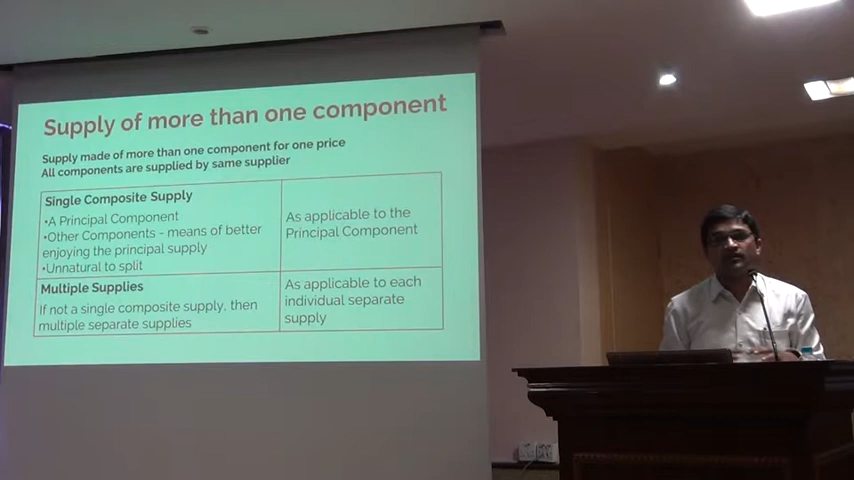 Supply of more than one component
Supply made of more than one component for one price
All components are supplied by same supplier
Single Composite Supply
•A Principal Component
•Other Components - means of better
enjoying the principal supply
•Unnatural to split
As applicable to the
Principal Component
Multiple Supplies
If not a single composite supply, then
multiple separate supplies
As applicable to each
individual separate
supply